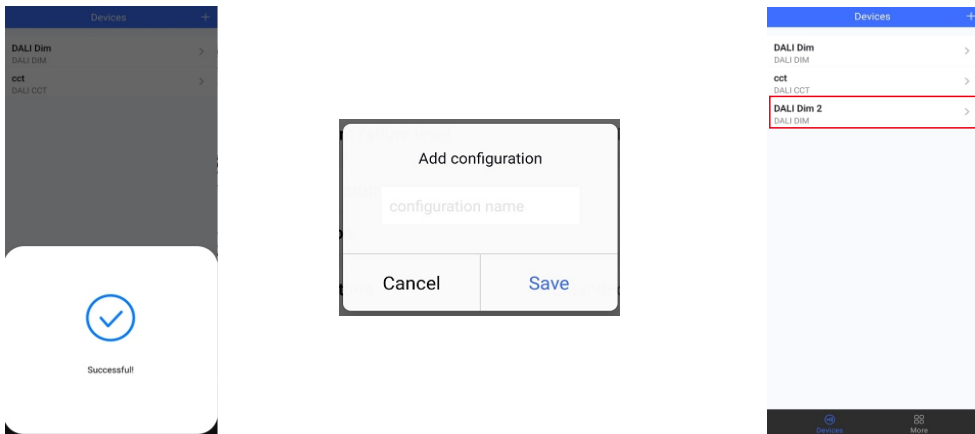 Devices +
DALI Dim
DALI DIM
cct
DALI CCT
Successful!
Add configuration
configuration name
Cancel
Save
Devices +
DALI Dim
DALI DIM
cct
DALI CCT
DALI Dim 2
DALI DIM
Devices
More